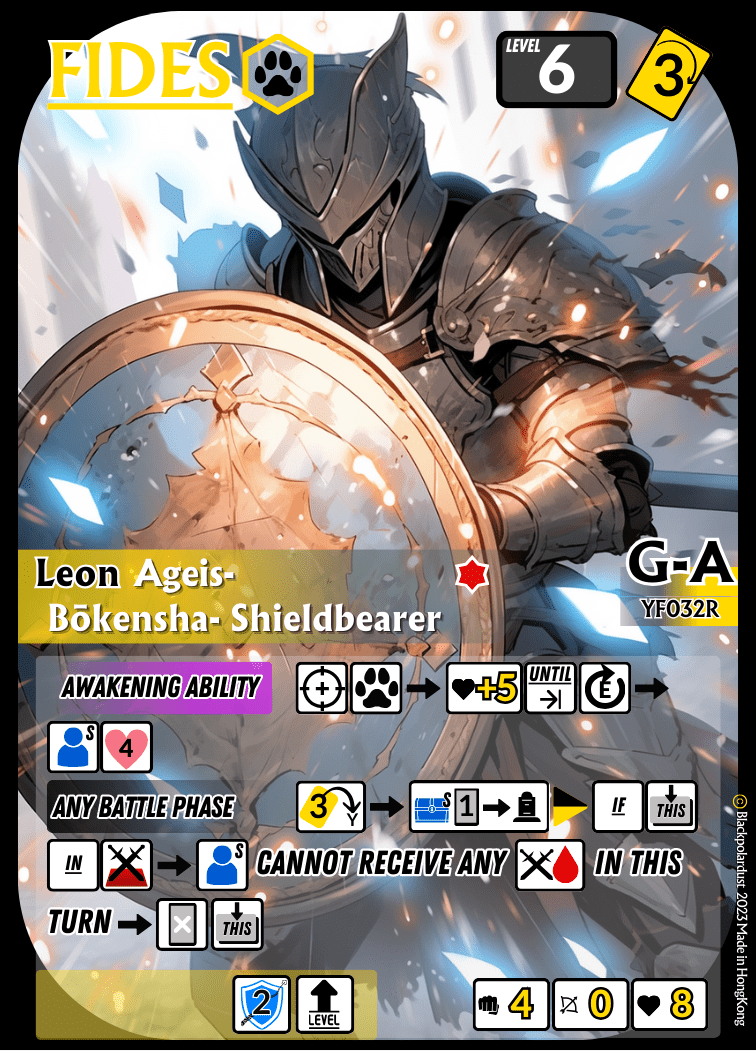 FIDES
LEVEL
6
3
Leon Ageis-
Bōkensha- Shieldbearer
G-A
YF032R
AWAKENING ABILITY +5 UNTIL E
S 4
ANY BATTLE PHASE 3 Y S 1 IF THIS
IN S CANNOT RECEIVE ANY IN THIS
TURN THIS
2 LEVEL 4 0 8
© Blackpolardust 2023 Made in HongKong